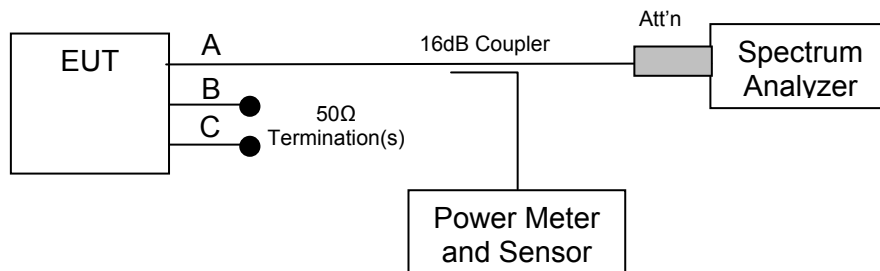 Att'n
A
16dB Coupler
EUT
Spectrum
Analyzer
B
C
50Ω
Termination(s)
Power Meter
and Sensor